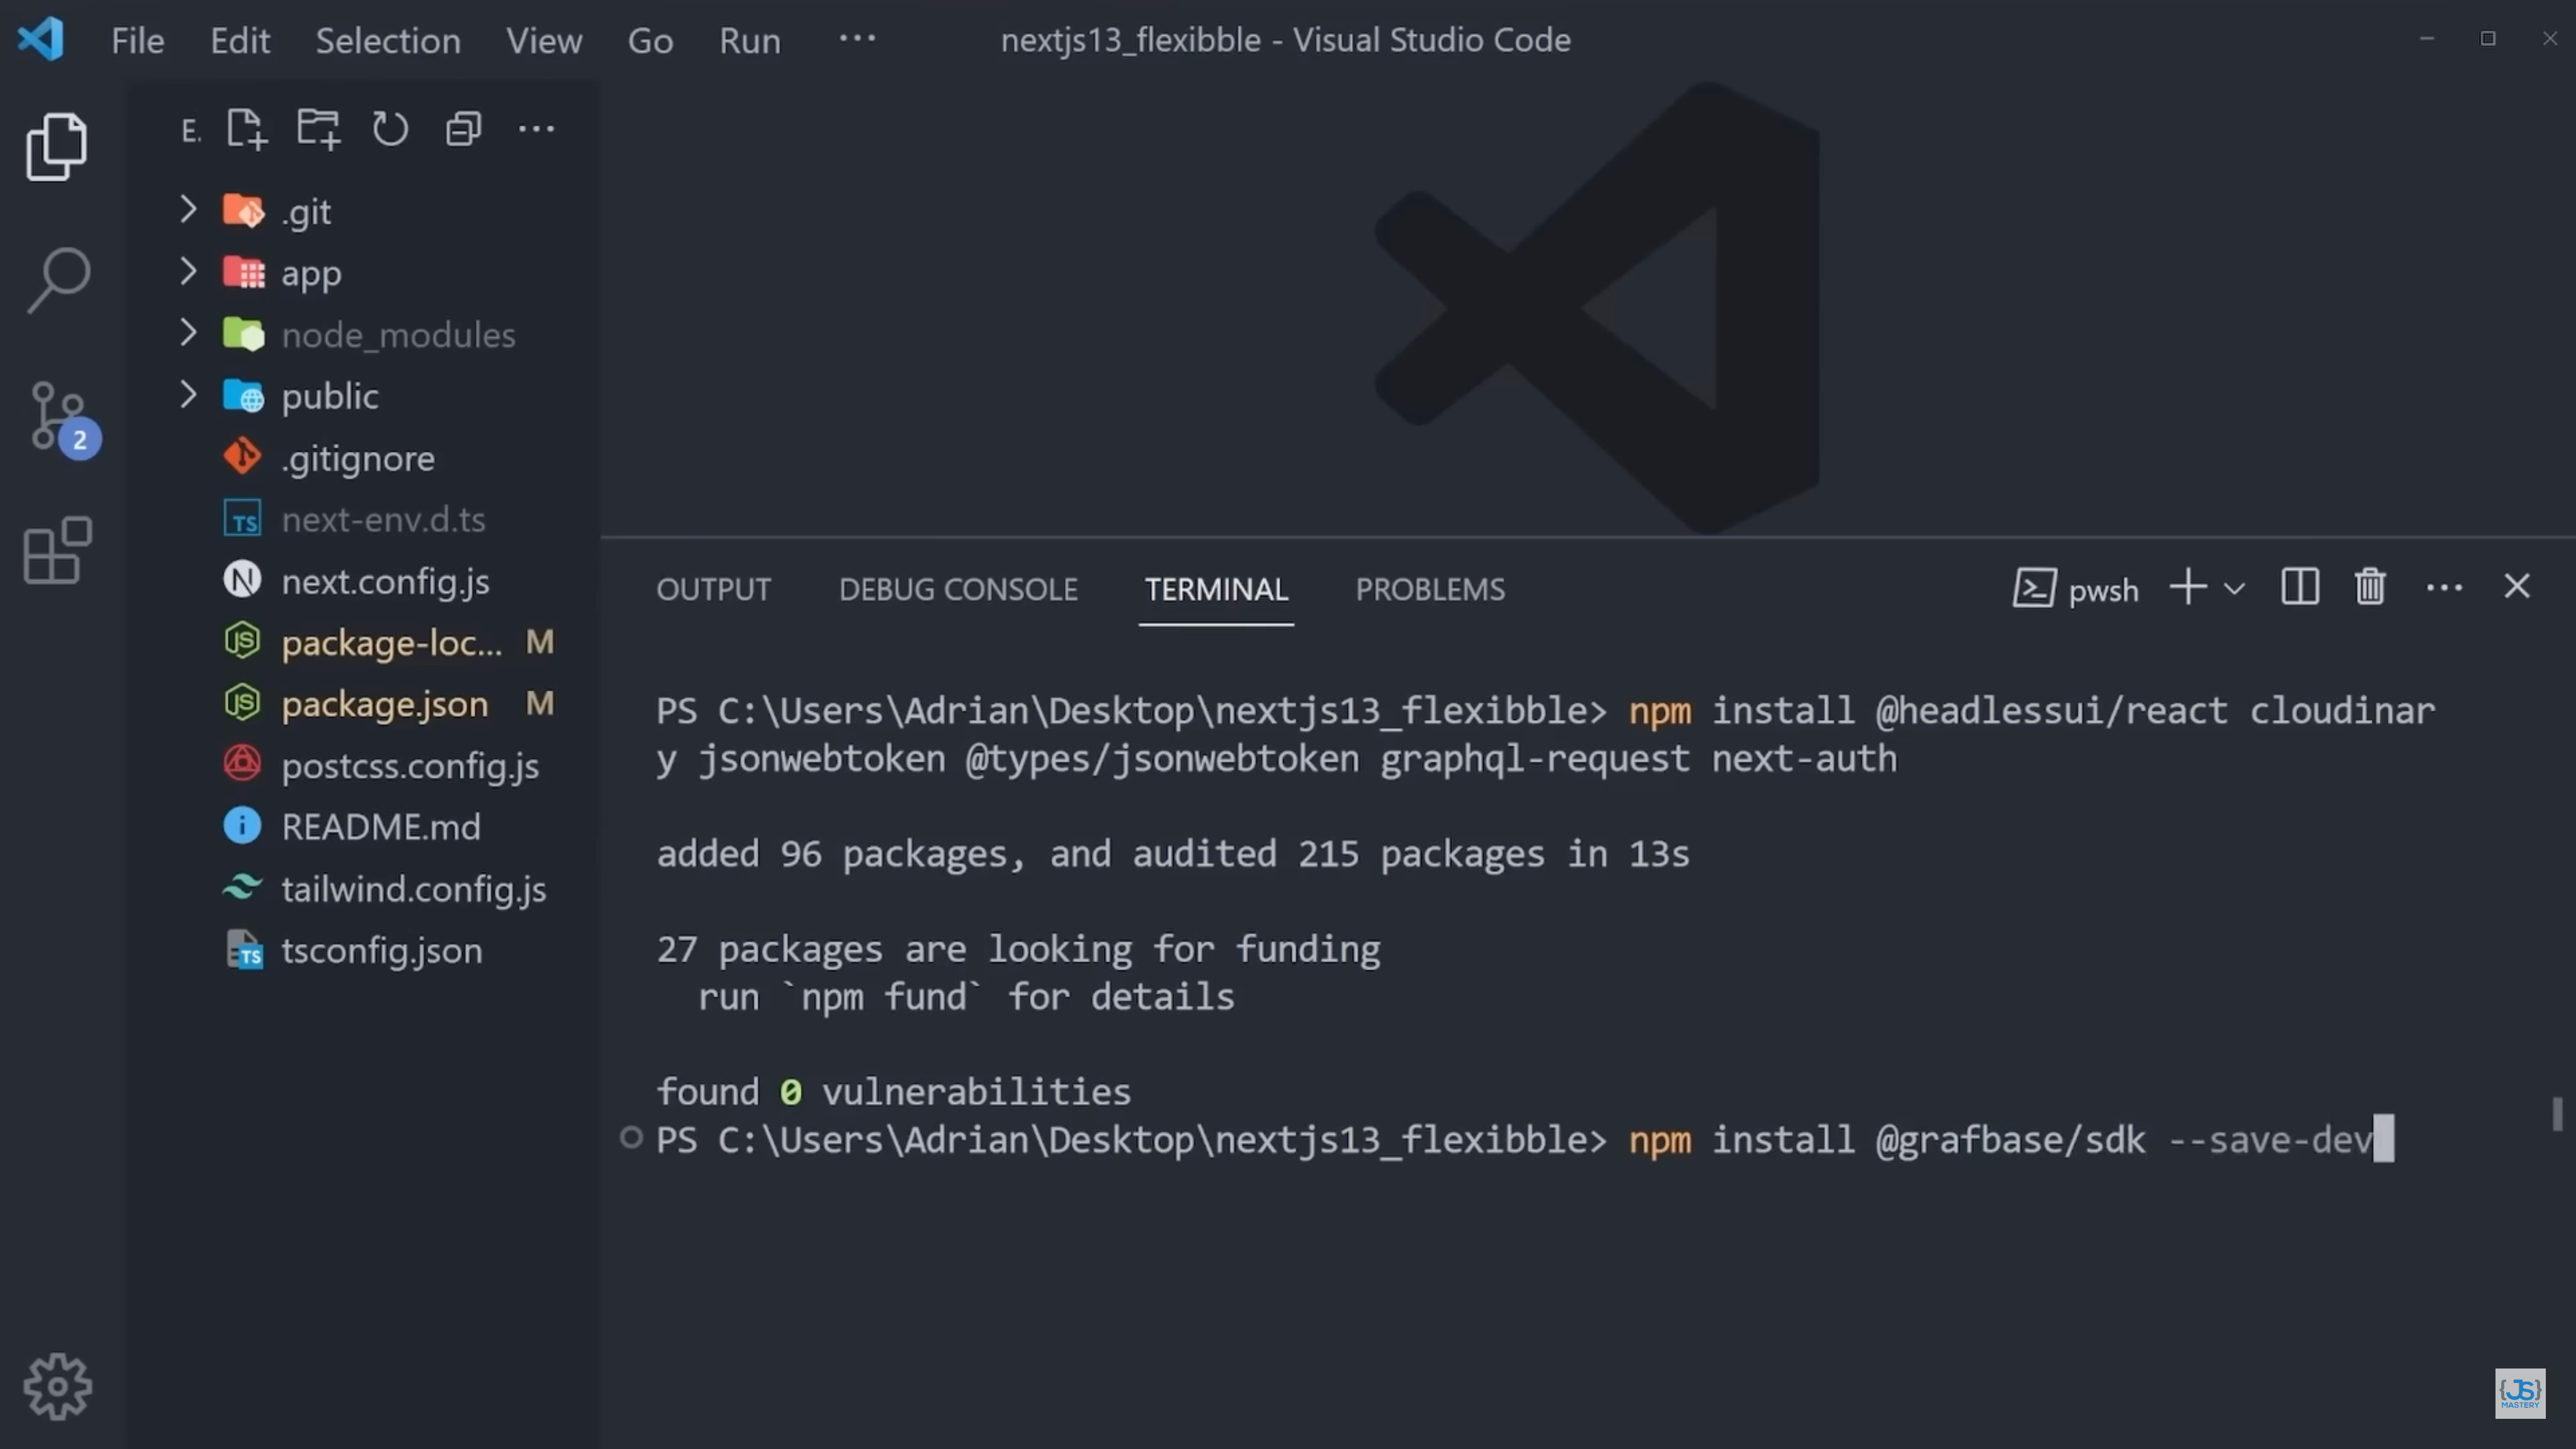 File Edit Selection View Go Run ···
nextjs13_flexibble - Visual Studio Code
E.
.git
app
node_modules
public
.gitignore
next-env.d.ts
next.config.js
package-loc... M
package.json M
postcss.config.js
README.md
tailwind.config.js
tsconfig.json
2
OUTPUT DEBUG CONSOLE TERMINAL PROBLEMS
pwsh
PS C:\Users\Adrian\Desktop\nextjs13_flexibble> npm install @headlessui/react cloudinar
y jsonwebtoken @types/jsonwebtoken graphql-request next-auth
added 96 packages, and audited 215 packages in 13s
27 packages are looking for funding
run `npm fund` for details
found 0 vulnerabilities
PS C:\Users\Adrian\Desktop\nextjs13_flexibble> npm install @grafbase/sdk --save-dev
{JS}
MASTERY